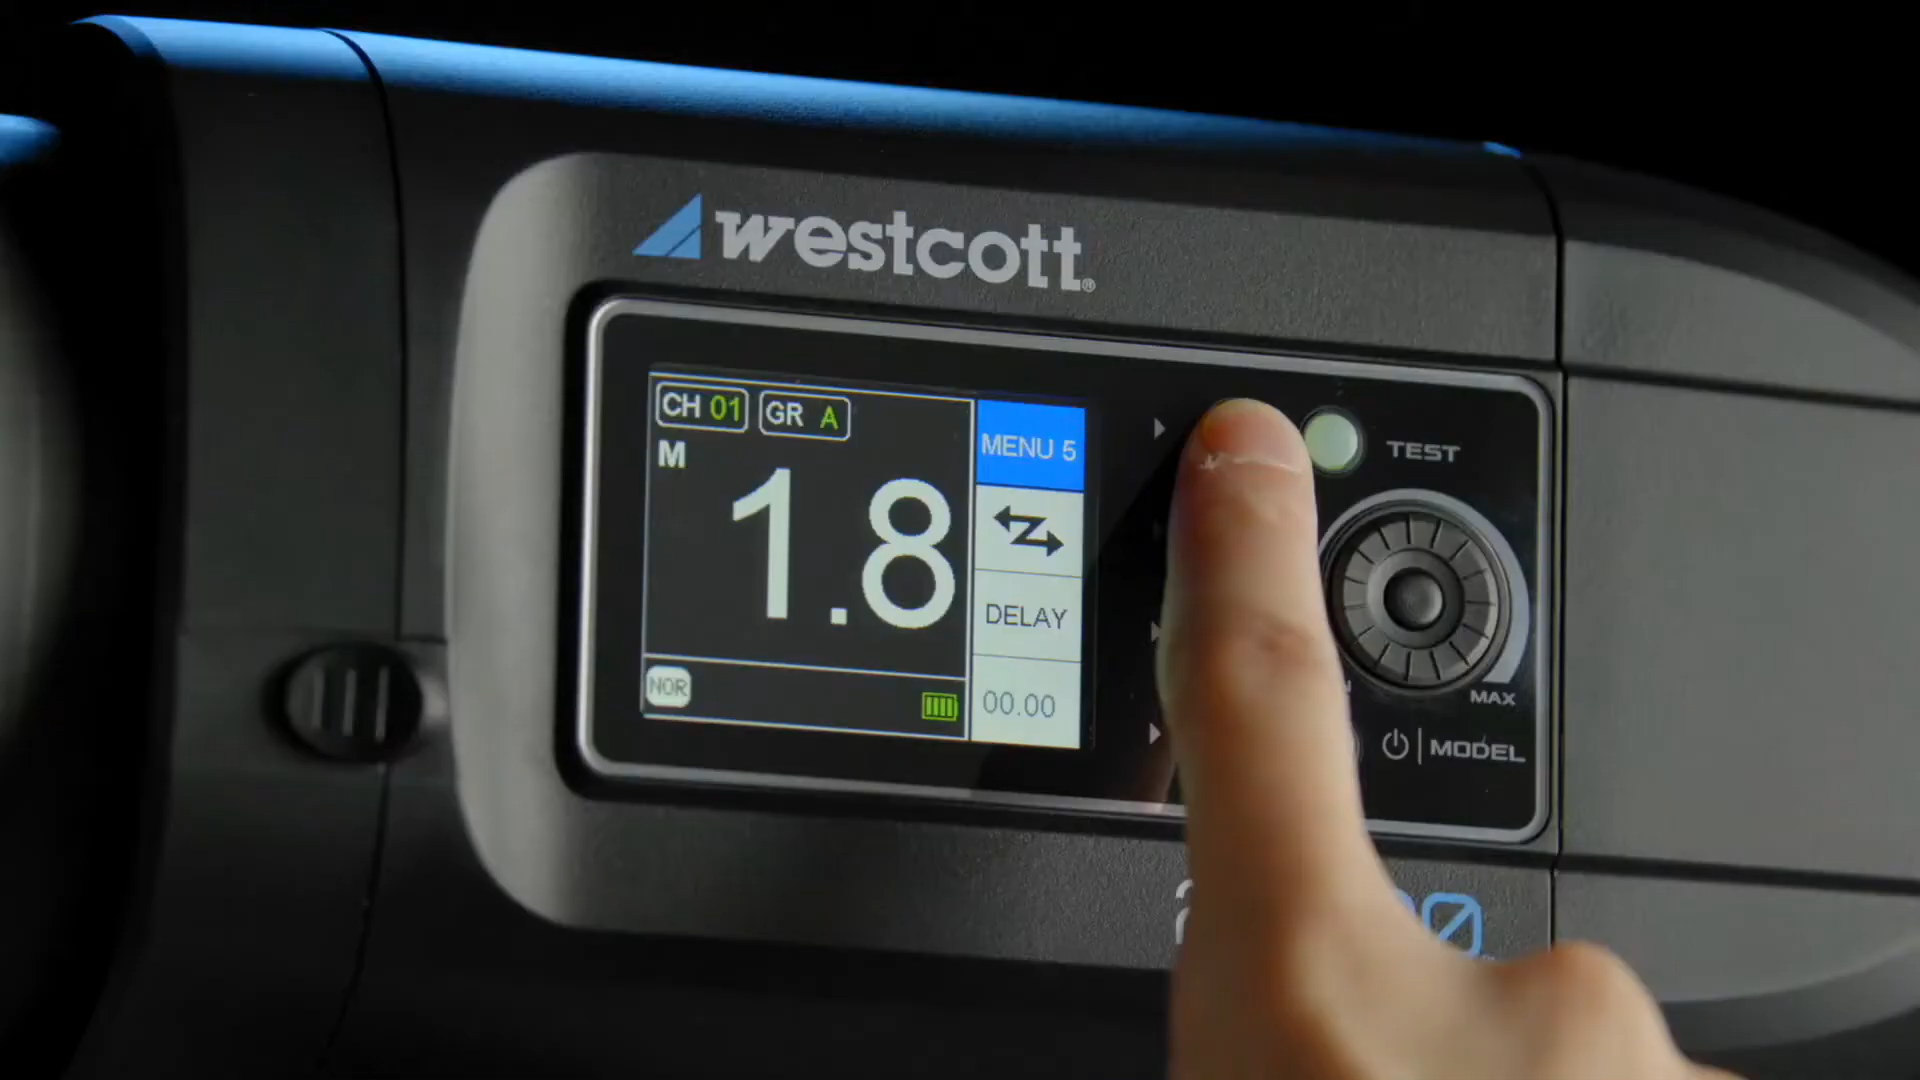 westcott®
CH 01 GR A
M
1.8
NOR
MENU 5
DELAY
00.00
TEST
MAX
MODEL